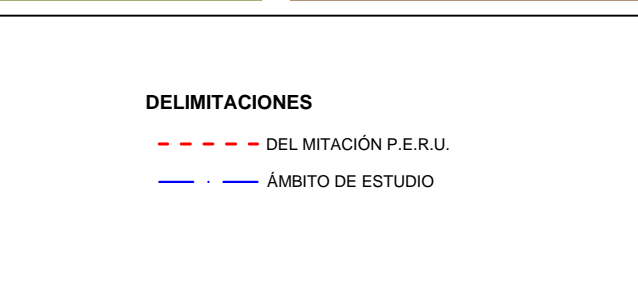 DELIMITACIONES
DEL MITACIÓN P.E.R.U.
ÁMBITO DE ESTUDIO